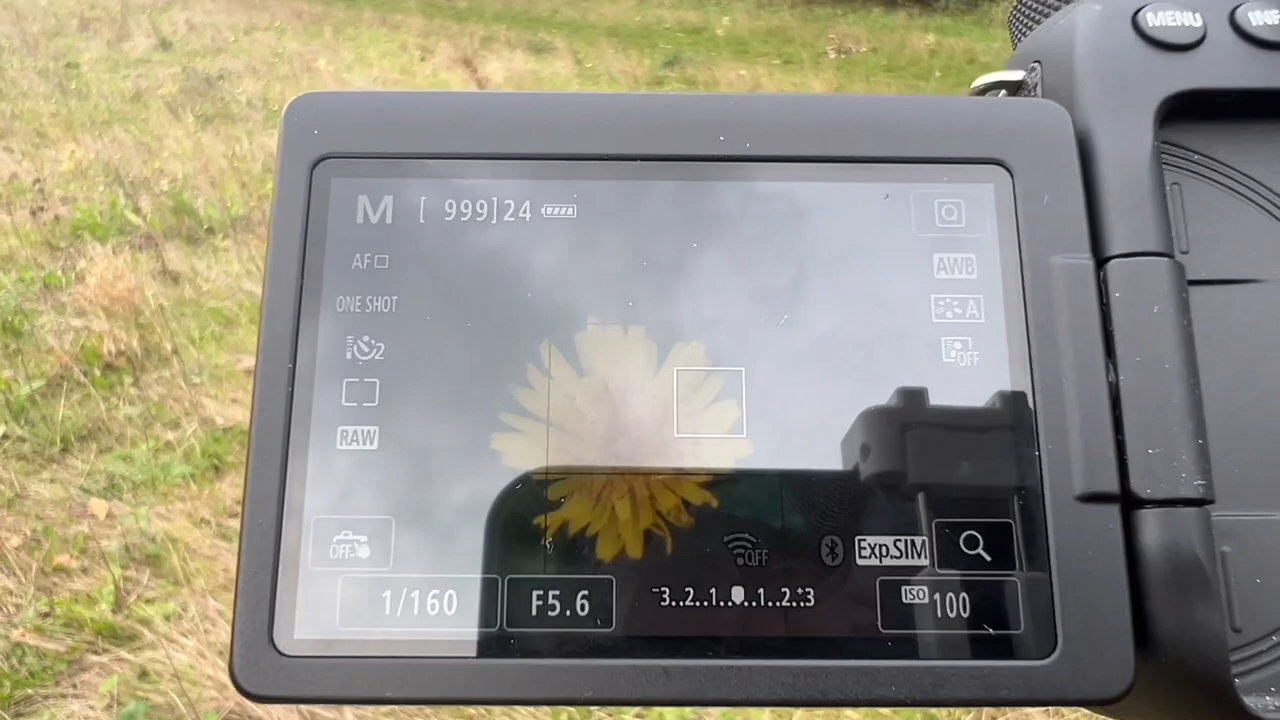 MENU
INF
M [ 999]24
Q
AF
AWB
ONE SHOT
A
2
OFF
RAW
OFF
OFF
Exp.SIM
1/160
F5.6
-3..2..1..0..1..2..+3
ISO 100